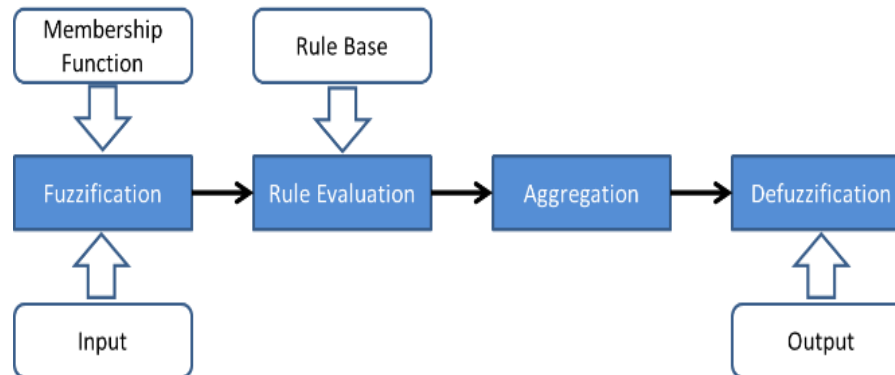 Membership
Function
Rule Base
Fuzzification
Rule Evaluation
Aggregation
Defuzzification
Input
Output